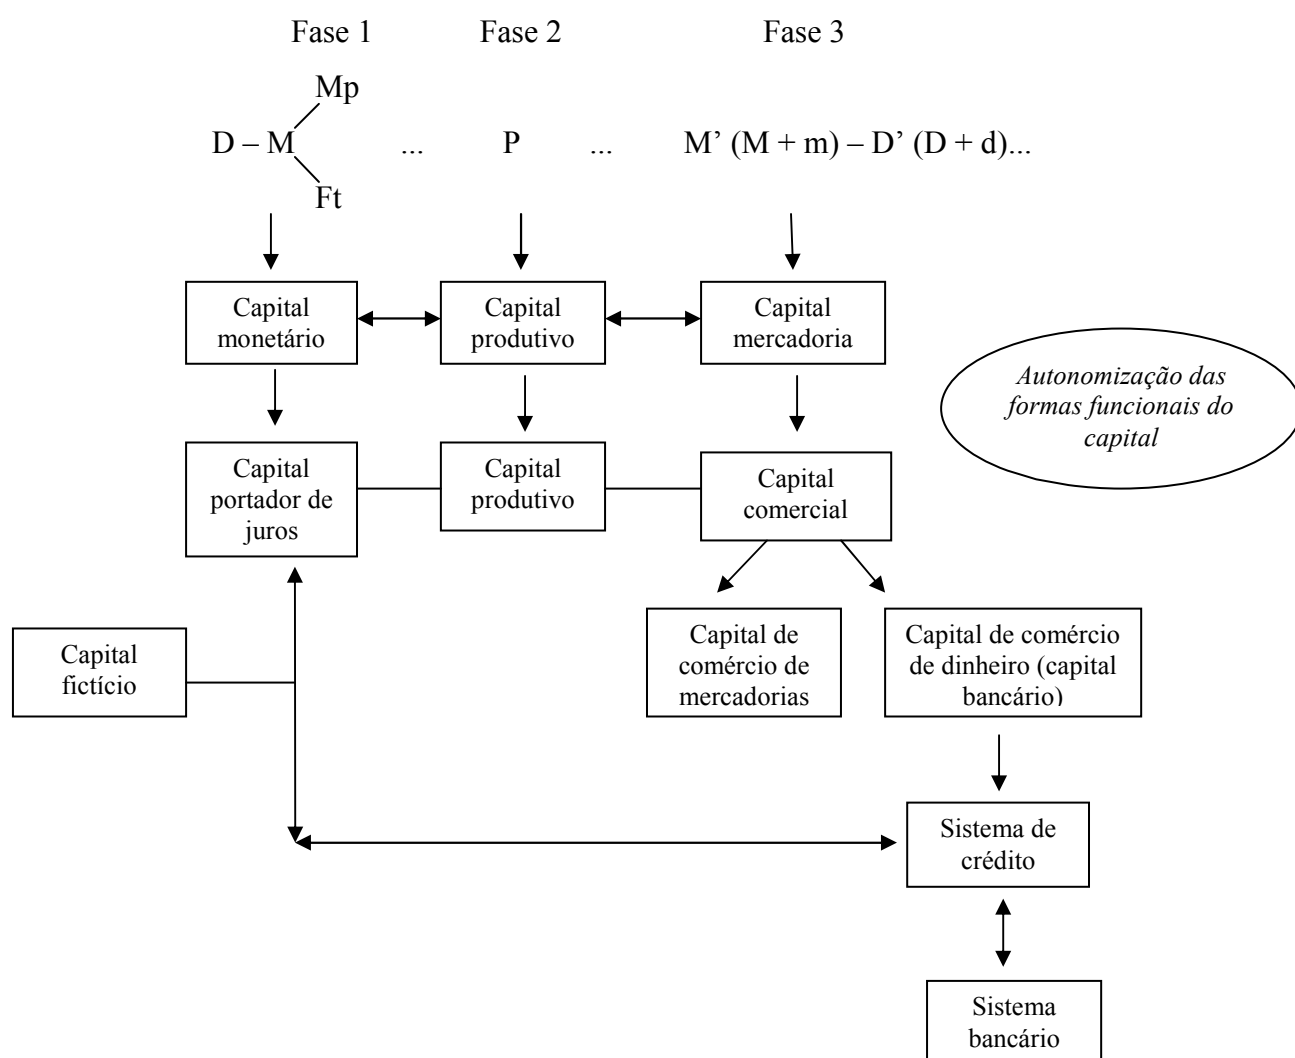 Fase 1 Fase 2 Fase 3
Mp
D – M ... P ... M’ (M + m) – D’ (D + d)...
Ft
Capital
monetário
Capital
produtivo
Capital
mercadoria
Autonomização das
formas funcionais do
capital
Capital
portador de
juros
Capital
produtivo
Capital
comercial
Capital
fictício
Capital de
comércio de
mercadorias
Capital de comércio
de dinheiro (capital
bancário)
Sistema de
crédito
Sistema
bancário